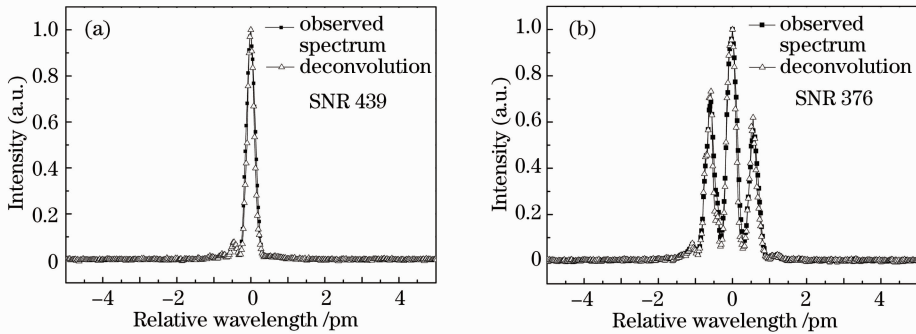 (a)
observed
spectrum
deconvolution
SNR 439
1.0
0.8
0.6
0.4
0.2
0
Intensity (a.u.)
−4 −2 0 2 4
Relative wavelength /pm
(b)
observed
spectrum
deconvolution
SNR 376
1.0
0.8
0.6
0.4
0.2
0
Intensity (a.u.)
−4 −2 0 2 4
Relative wavelength /pm